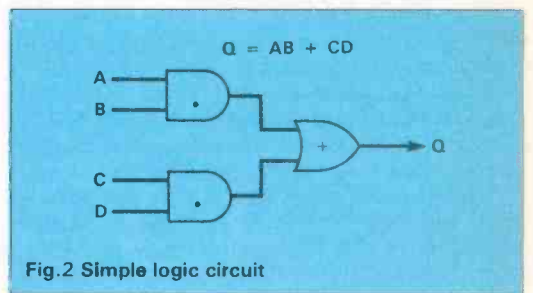 Q = AB + CD
A
B
+
Q
C
D
Fig.2 Simple logic circuit